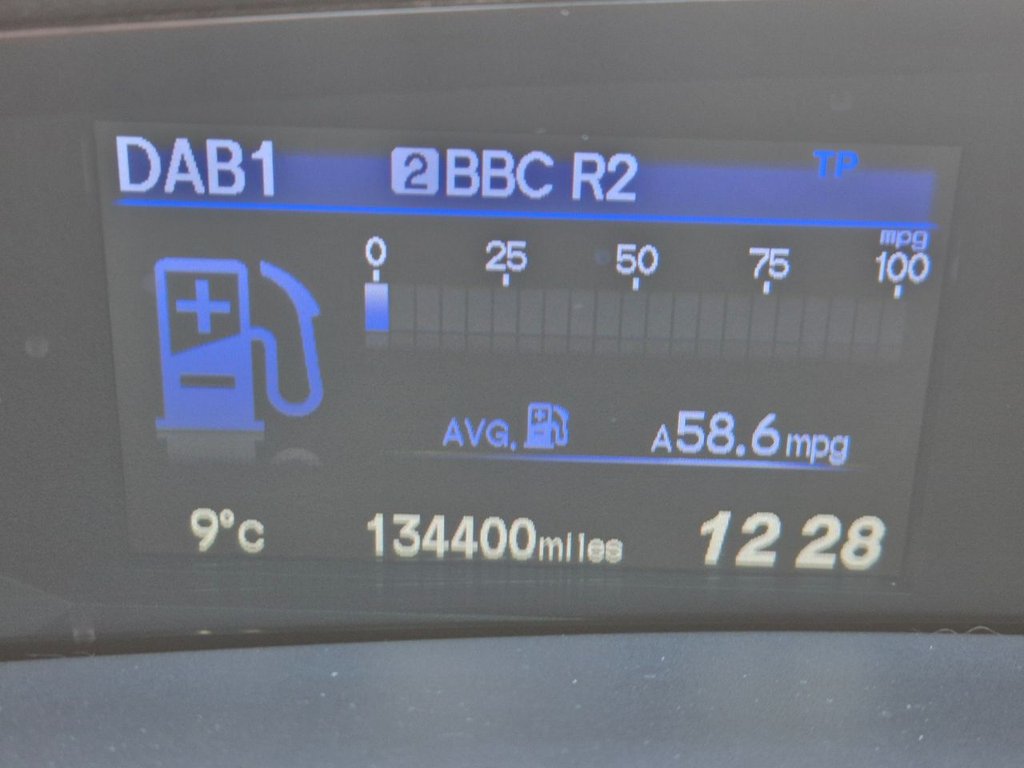 DAB1 2 BBC R2 TP
mpg
0 25 50 75 100
AVG. A58.6mpg
9°C 134400miles 12 28